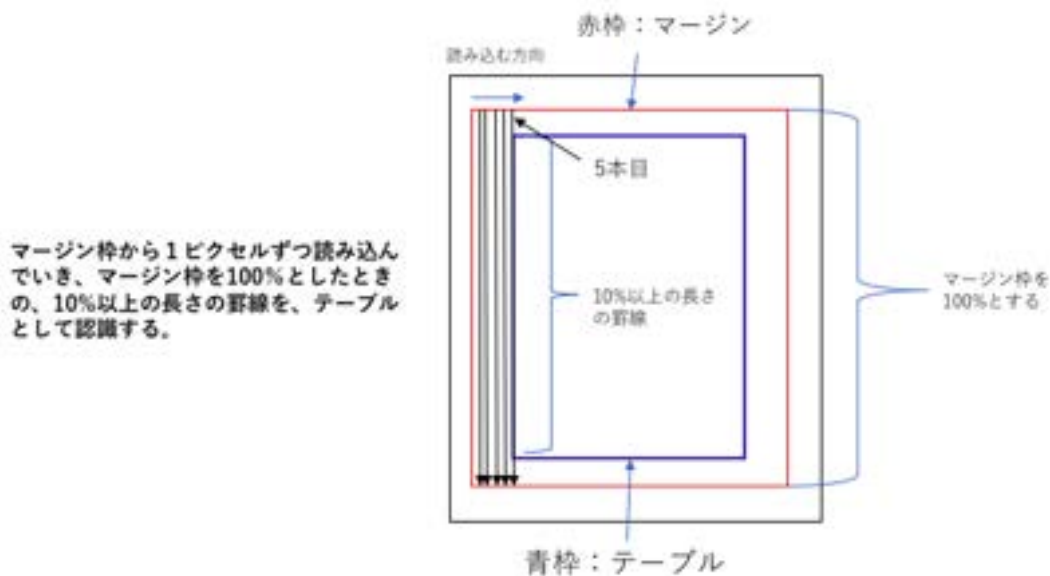 赤枠：マージン
読み込む方向
5本目
マージン枠から１ピクセルずつ読み込ん
でいき、マージン枠を100%としたとき
の、10%以上の長さの罫線を、テーブル
として認識する。
10%以上の長さ
の罫線
マージン枠を
100%とする
青枠：テーブル